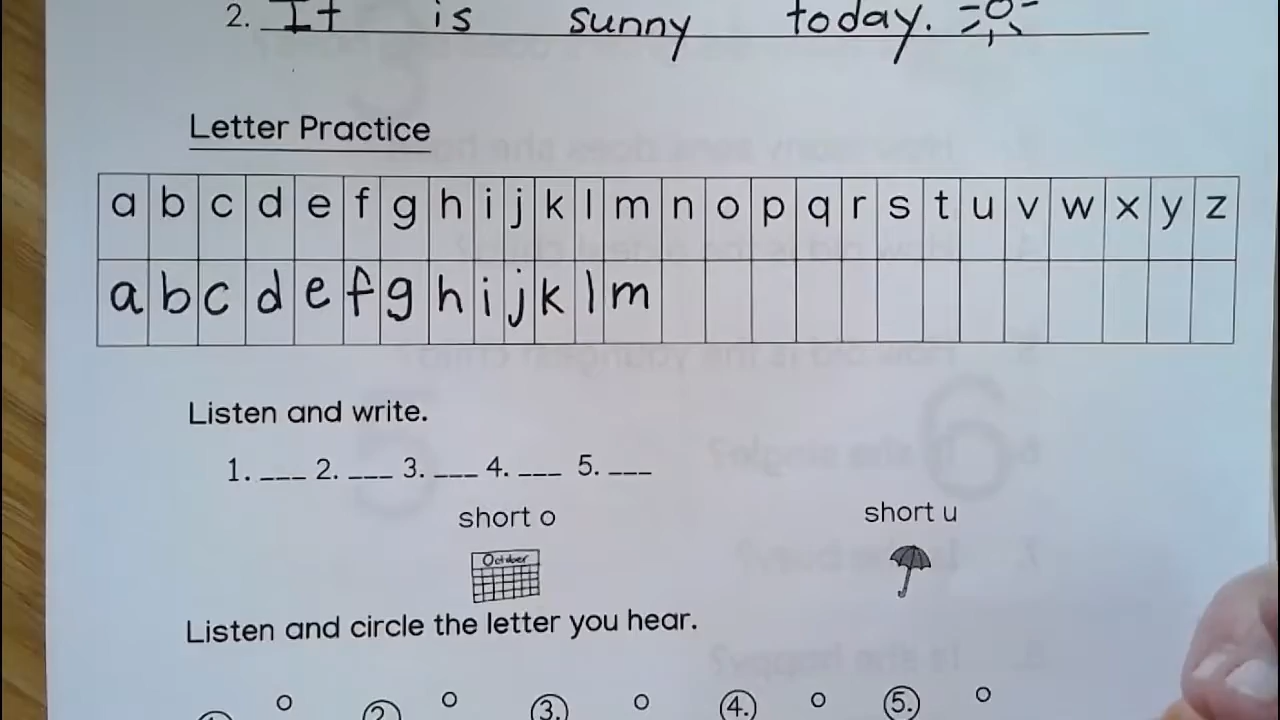 2. It is sunny today.
Letter Practice
a b c d e f g h i j k l m n o p q r s t u v w x y z
a b c d e f g h i j k l m
Listen and write.
1. ___ 2. ___ 3. ___ 4. ___ 5. ___
short o short u
October
Listen and circle the letter you hear.
o o o o o
2. 3. 4. 5.